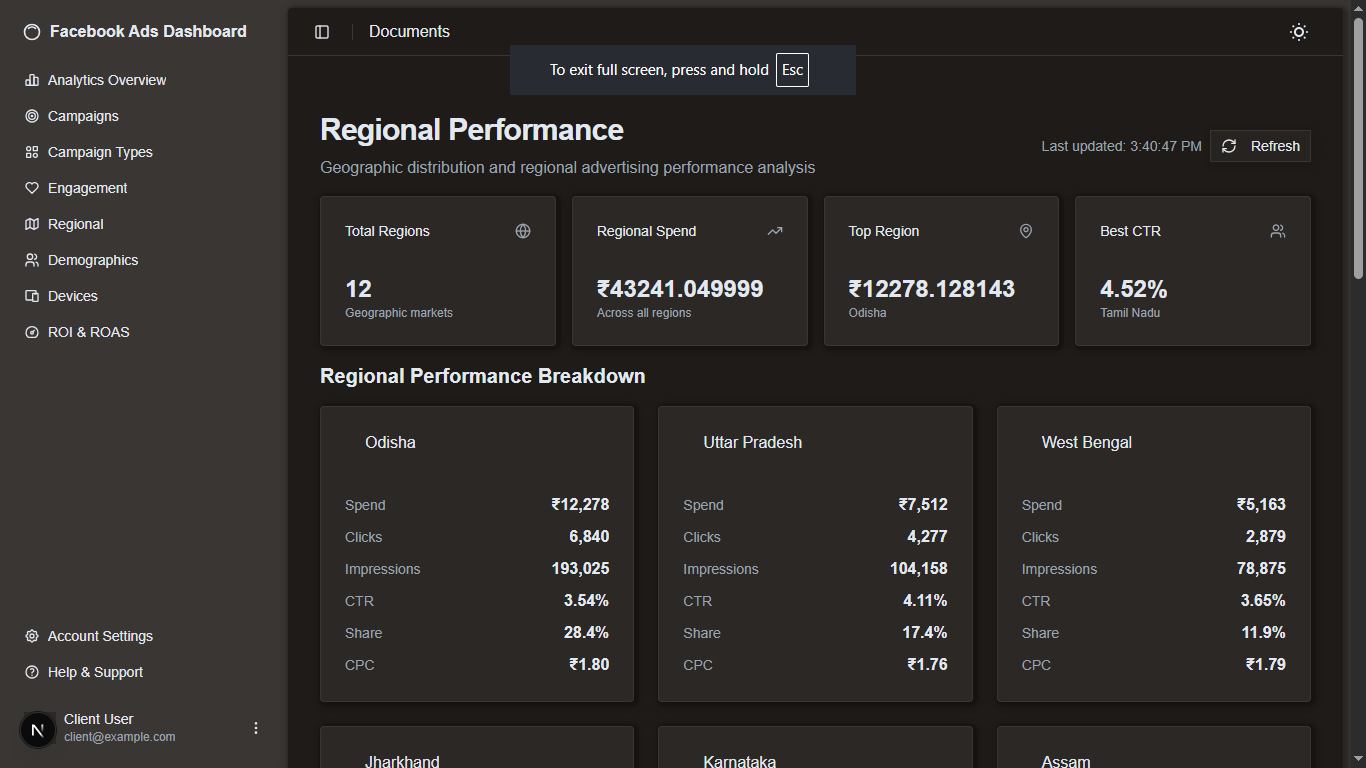 Facebook Ads Dashboard
Analytics Overview
Campaigns
Campaign Types
Engagement
Regional
Demographics
Devices
ROI & ROAS
Account Settings
Help & Support
N
Client User
client@example.com
Documents
To exit full screen, press and hold Esc
Regional Performance
Geographic distribution and regional advertising performance analysis
Last updated: 3:40:47 PM Refresh
Total Regions
12
Geographic markets
Regional Spend
₹43241.049999
Across all regions
Top Region
₹12278.128143
Odisha
Best CTR
4.52%
Tamil Nadu
Regional Performance Breakdown
Odisha
Spend ₹12,278
Clicks 6,840
Impressions 193,025
CTR 3.54%
Share 28.4%
CPC ₹1.80
Uttar Pradesh
Spend ₹7,512
Clicks 4,277
Impressions 104,158
CTR 4.11%
Share 17.4%
CPC ₹1.76
West Bengal
Spend ₹5,163
Clicks 2,879
Impressions 78,875
CTR 3.65%
Share 11.9%
CPC ₹1.79
Jharkhand
Karnataka
Assam